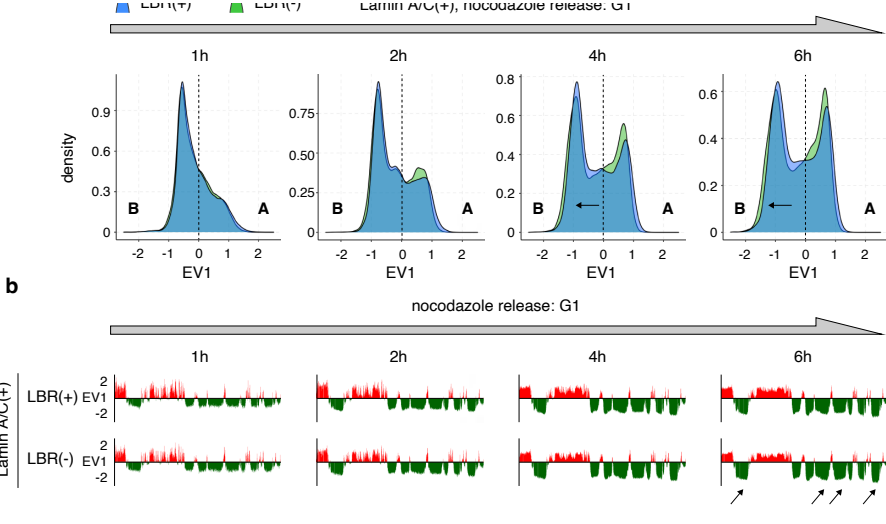 LBR(+) LBR(-) Lamin A/C(+), nocodazole release: G1
1h 2h 4h 6h
density
0.9
0.6
0.3
0
B A
-2 -1 0 1 2
EV1
0.75
0.50
0.25
0
B A
-2 -1 0 1 2
EV1
0.8
0.6
0.4
0.2
0
B A
-2 -1 0 1 2
EV1
0.6
0.4
0.2
0
B A
-2 -1 0 1 2
EV1
b
nocodazole release: G1
1h 2h 4h 6h
Lamin A/C(+)
LBR(+) EV1 2 -2
LBR(-) EV1 2 -2